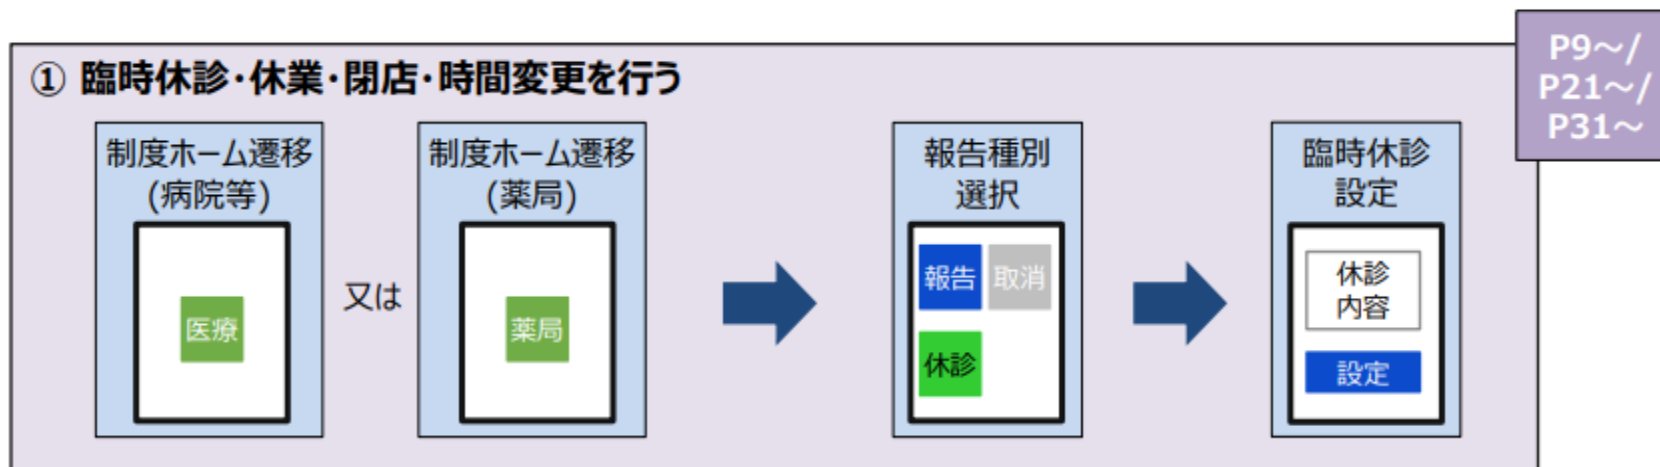 P9～/
P21～/
P31～
① 臨時休診・休業・閉店・時間変更を行う
制度ホーム遷移
(病院等)
医療
又は
制度ホーム遷移
(薬局)
薬局
報告種別
選択
報告 取消
休診
臨時休診
設定
休診
内容
設定